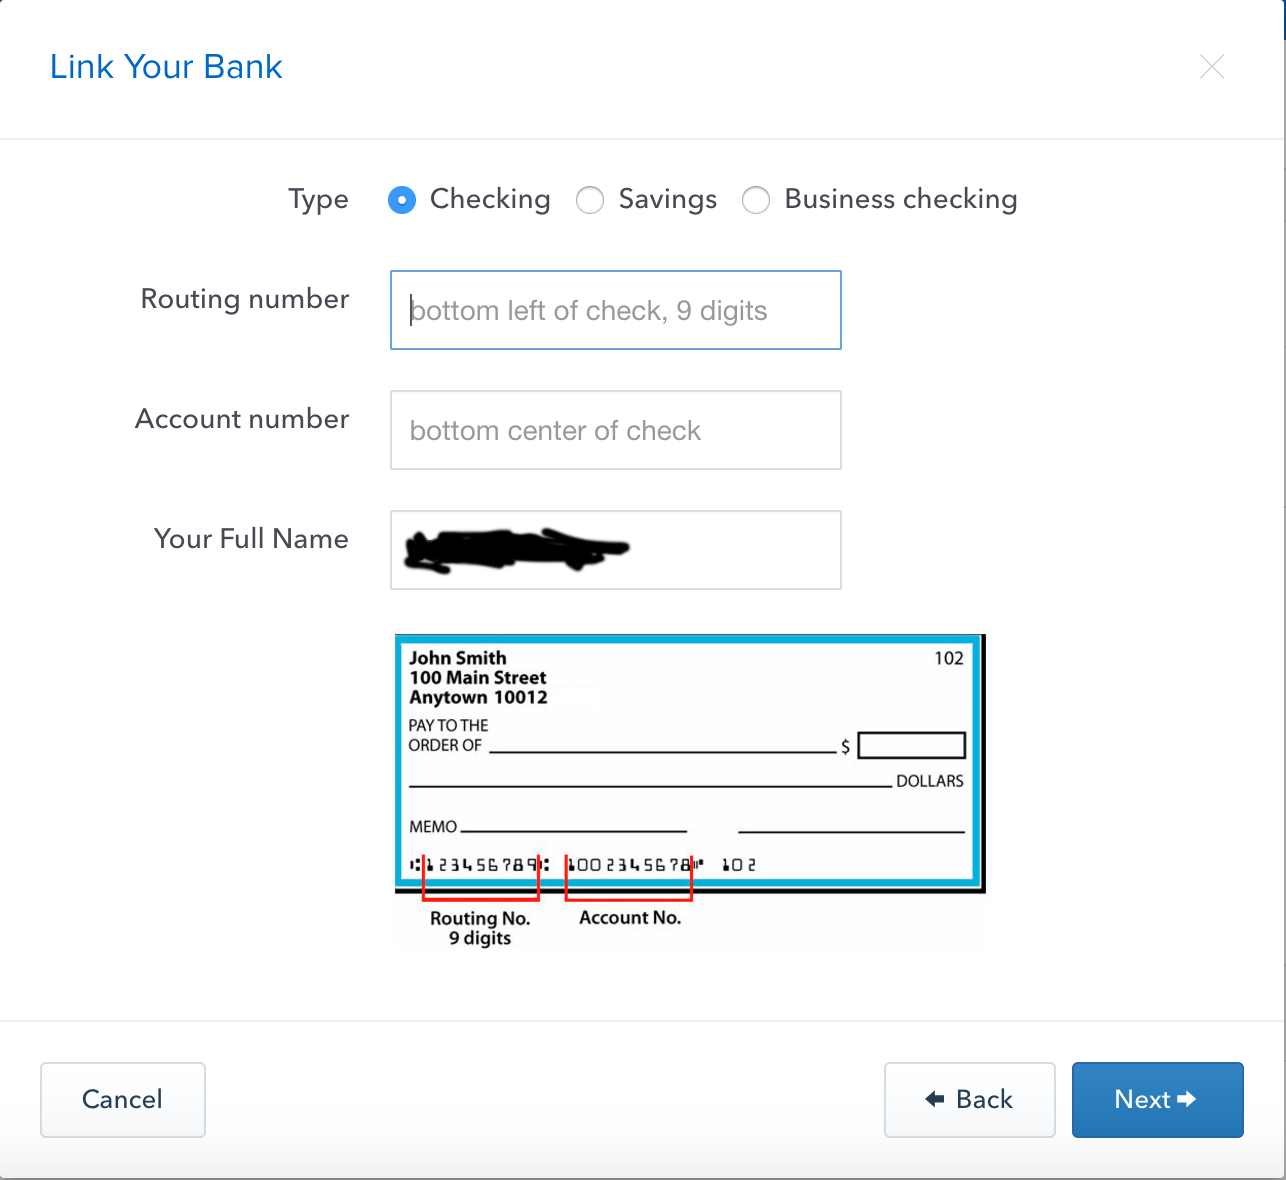 Link Your Bank
Type Checking Savings Business checking
Routing number bottom left of check, 9 digits
Account number bottom center of check
Your Full Name
John Smith 102
100 Main Street
Anytown 10012
PAY TO THE
ORDER OF $
DOLLARS
MEMO
⑆123456789⑆ 1002345678⑈ 102
Routing No. Account No.
9 digits
Cancel Back Next